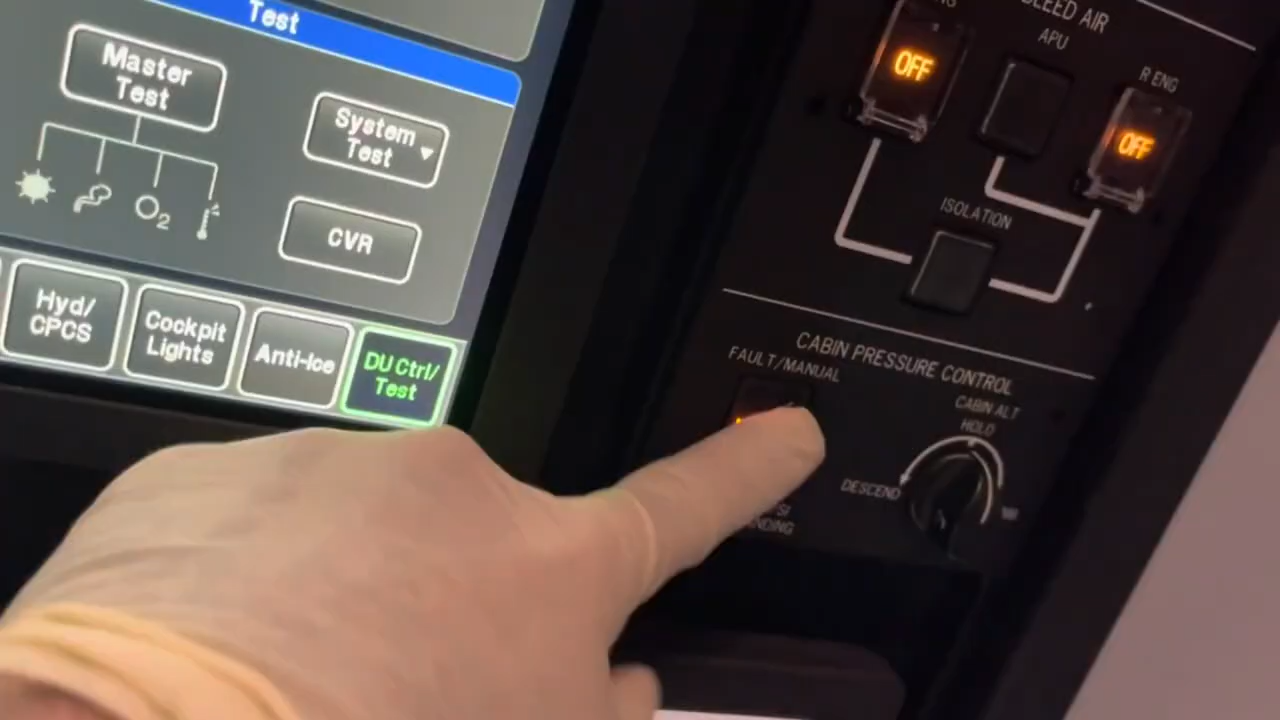 Test
Master
Test
System
Test
O2
CVR
Hyd/
CPCS
Cockpit
Lights
Anti-Ice
DU Ctrl/
Test
BLEED AIR
APU
R ENG
OFF
OFF
ISOLATION
CABIN PRESSURE CONTROL
FAULT/MANUAL
CABIN ALT
HOLD
DESCEND